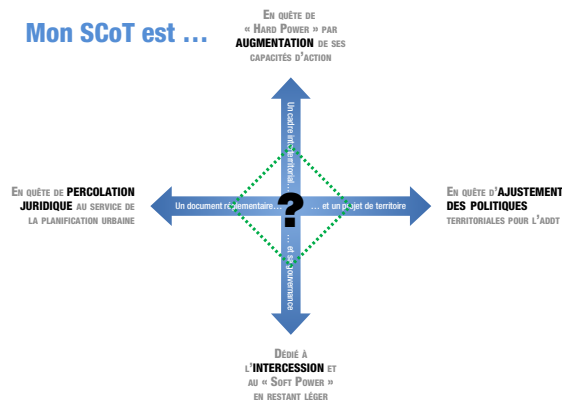 Mon SCoT est …
En quête de
« Hard Power » par
augmentation de ses
capacités d'action
Un cadre interterritorial…
En quête de percolation
juridique au service de
la planification urbaine
Un document réglementaire…
?
… et un projet de territoire
En quête d'ajustement
des politiques
territoriales pour l'ADDT
… et sa gouvernance
Dédié à
l'intercession et
au « Soft Power »
en restant léger